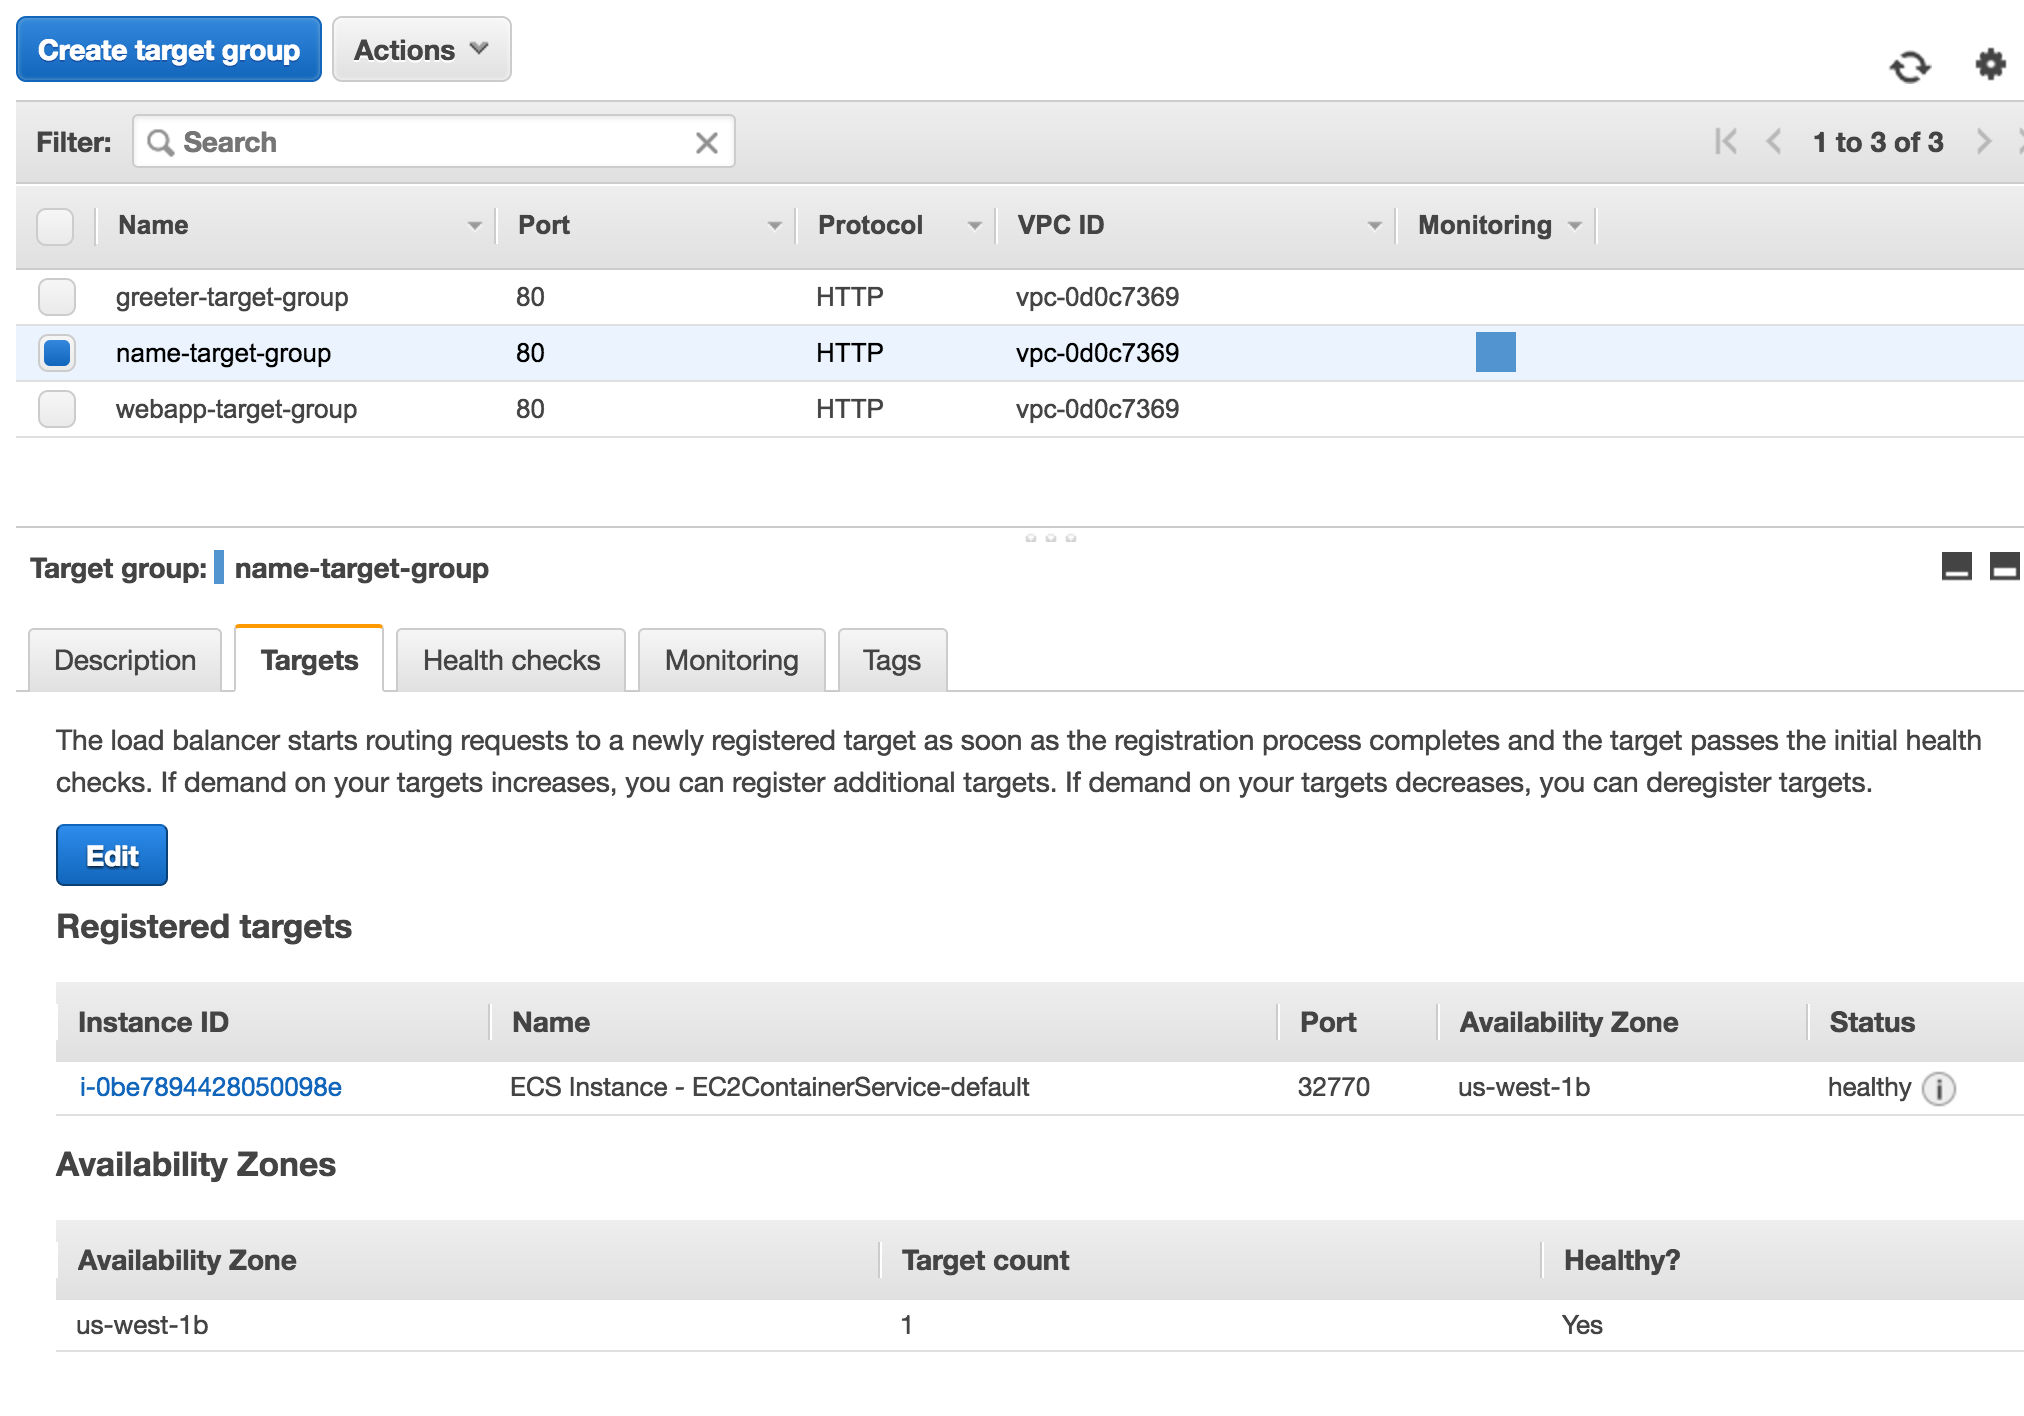 Create target group Actions
Filter: Search 1 to 3 of 3
Name Port Protocol VPC ID Monitoring
greeter-target-group 80 HTTP vpc-0d0c7369
name-target-group 80 HTTP vpc-0d0c7369
webapp-target-group 80 HTTP vpc-0d0c7369
Target group: name-target-group
Description Targets Health checks Monitoring Tags
The load balancer starts routing requests to a newly registered target as soon as the registration process completes and the target passes the initial health
checks. If demand on your targets increases, you can register additional targets. If demand on your targets decreases, you can deregister targets.
Edit
Registered targets
Instance ID Name Port Availability Zone Status
i-0be7894428050098e ECS Instance - EC2ContainerService-default 32770 us-west-1b healthy i
Availability Zones
Availability Zone Target count Healthy?
us-west-1b 1 Yes